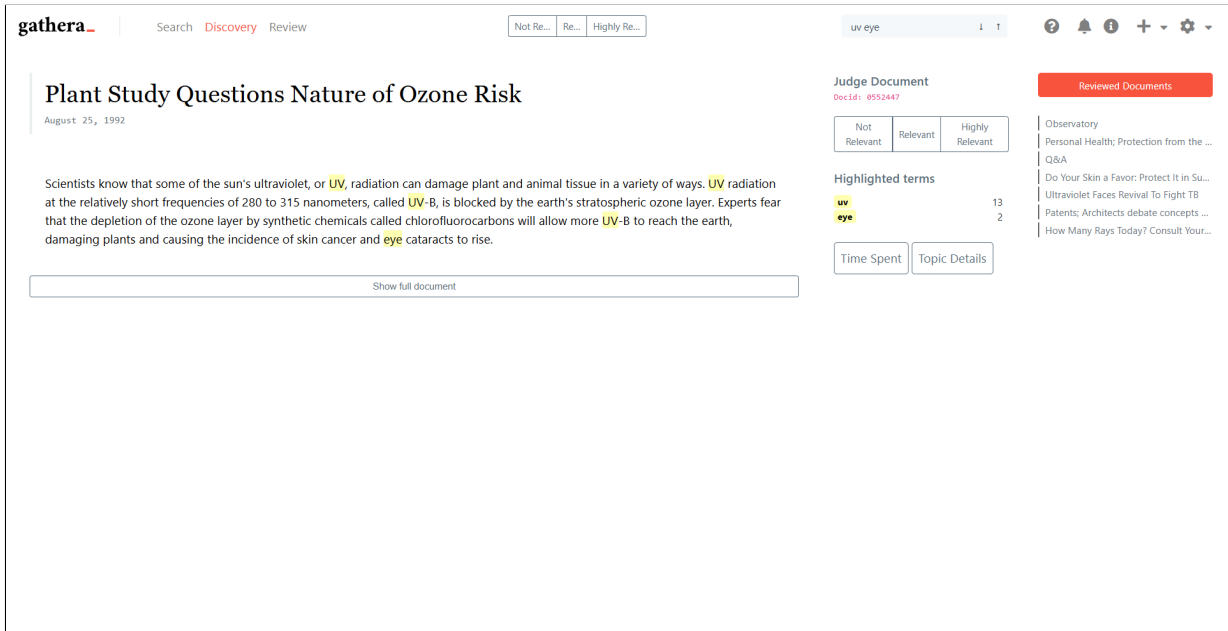 gathera_
Search Discovery Review
Not Re... Re... Highly Re...
uv eye ↓ ↑
Plant Study Questions Nature of Ozone Risk
August 25, 1992
Scientists know that some of the sun's ultraviolet, or UV, radiation can damage plant and animal tissue in a variety of ways. UV radiation
at the relatively short frequencies of 280 to 315 nanometers, called UV-B, is blocked by the earth's stratospheric ozone layer. Experts fear
that the depletion of the ozone layer by synthetic chemicals called chlorofluorocarbons will allow more UV-B to reach the earth,
damaging plants and causing the incidence of skin cancer and eye cataracts to rise.
Show full document
Judge Document
Docid: 0552447
Not
Relevant
Relevant
Highly
Relevant
Highlighted terms
uv 13
eye 2
Time Spent Topic Details
Reviewed Documents
Observatory
Personal Health; Protection from the ...
Q&A
Do Your Skin a Favor: Protect It in Su...
Ultraviolet Faces Revival To Fight TB
Patents; Architects debate concepts ...
How Many Rays Today? Consult Your...